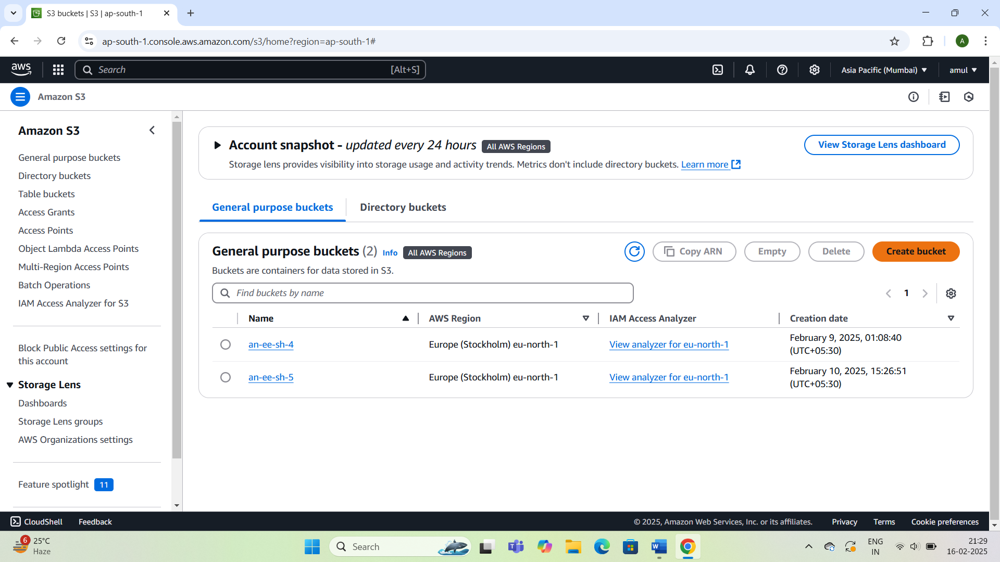 S3 buckets | S3 | ap-south-1
ap-south-1.console.aws.amazon.com/s3/home?region=ap-south-1#
A
aws
Search
[Alt+S]
Asia Pacific (Mumbai)
amul
Amazon S3
Amazon S3
General purpose buckets
Directory buckets
Table buckets
Access Grants
Access Points
Object Lambda Access Points
Multi-Region Access Points
Batch Operations
IAM Access Analyzer for S3
Block Public Access settings for
this account
Storage Lens
Dashboards
Storage Lens groups
AWS Organizations settings
Feature spotlight 11
Account snapshot - updated every 24 hours All AWS Regions
View Storage Lens dashboard
Storage lens provides visibility into storage usage and activity trends. Metrics don't include directory buckets. Learn more
General purpose buckets
Directory buckets
General purpose buckets (2) Info All AWS Regions
Copy ARN
Empty
Delete
Create bucket
Buckets are containers for data stored in S3.
Find buckets by name
1
Name
AWS Region
IAM Access Analyzer
Creation date
an-ee-sh-4
Europe (Stockholm) eu-north-1
View analyzer for eu-north-1
February 9, 2025, 01:08:40
(UTC+05:30)
an-ee-sh-5
Europe (Stockholm) eu-north-1
View analyzer for eu-north-1
February 10, 2025, 15:26:51
(UTC+05:30)
CloudShell
Feedback
© 2025, Amazon Web Services, Inc. or its affiliates.
Privacy
Terms
Cookie preferences
6
25°C
Haze
Search
W
ENG
IN
21:29
16-02-2025